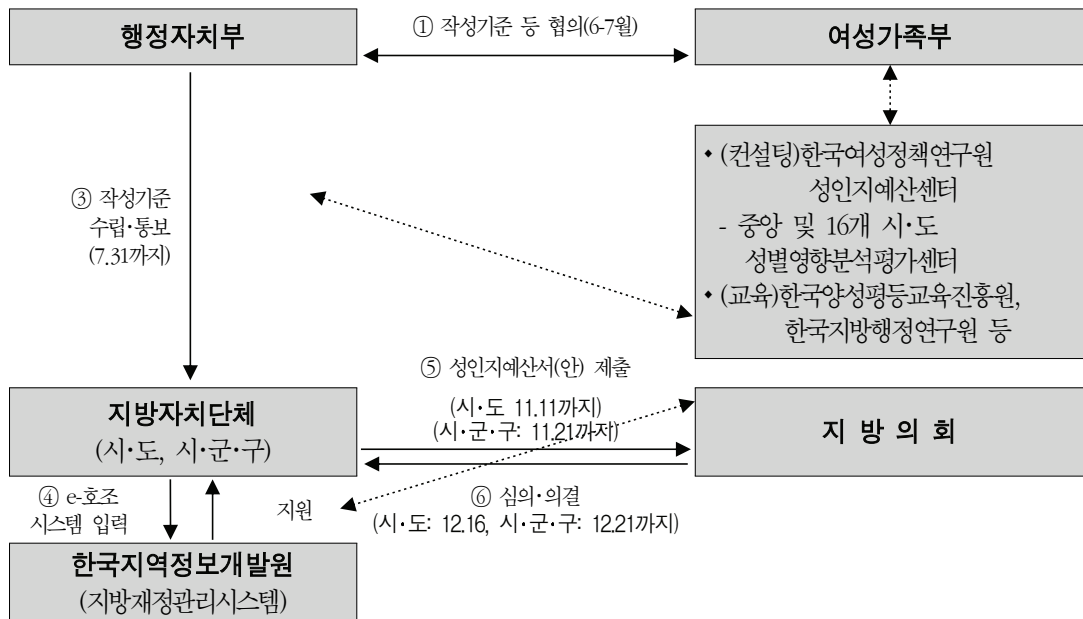 행정자치부
① 작성기준 등 협의(6-7월)
여성가족부
③ 작성기준
수립·통보
(7.31까지)
◆ (컨설팅)한국여성정책연구원
성인지예산센터
- 중앙 및 16개 시·도
성별영향분석평가센터
◆ (교육)한국양성평등교육진흥원,
한국지방행정연구원 등
⑤ 성인지예산서(안) 제출
(시·도 11.11까지)
(시·군·구: 11.21까지)
지방자치단체
(시·도, 시·군·구)
지 방 의 회
④ e-호조
시스템 입력
지원
⑥ 심의·의결
(시·도: 12.16, 시·군·구: 12.21까지)
한국지역정보개발원
(지방재정관리시스템)